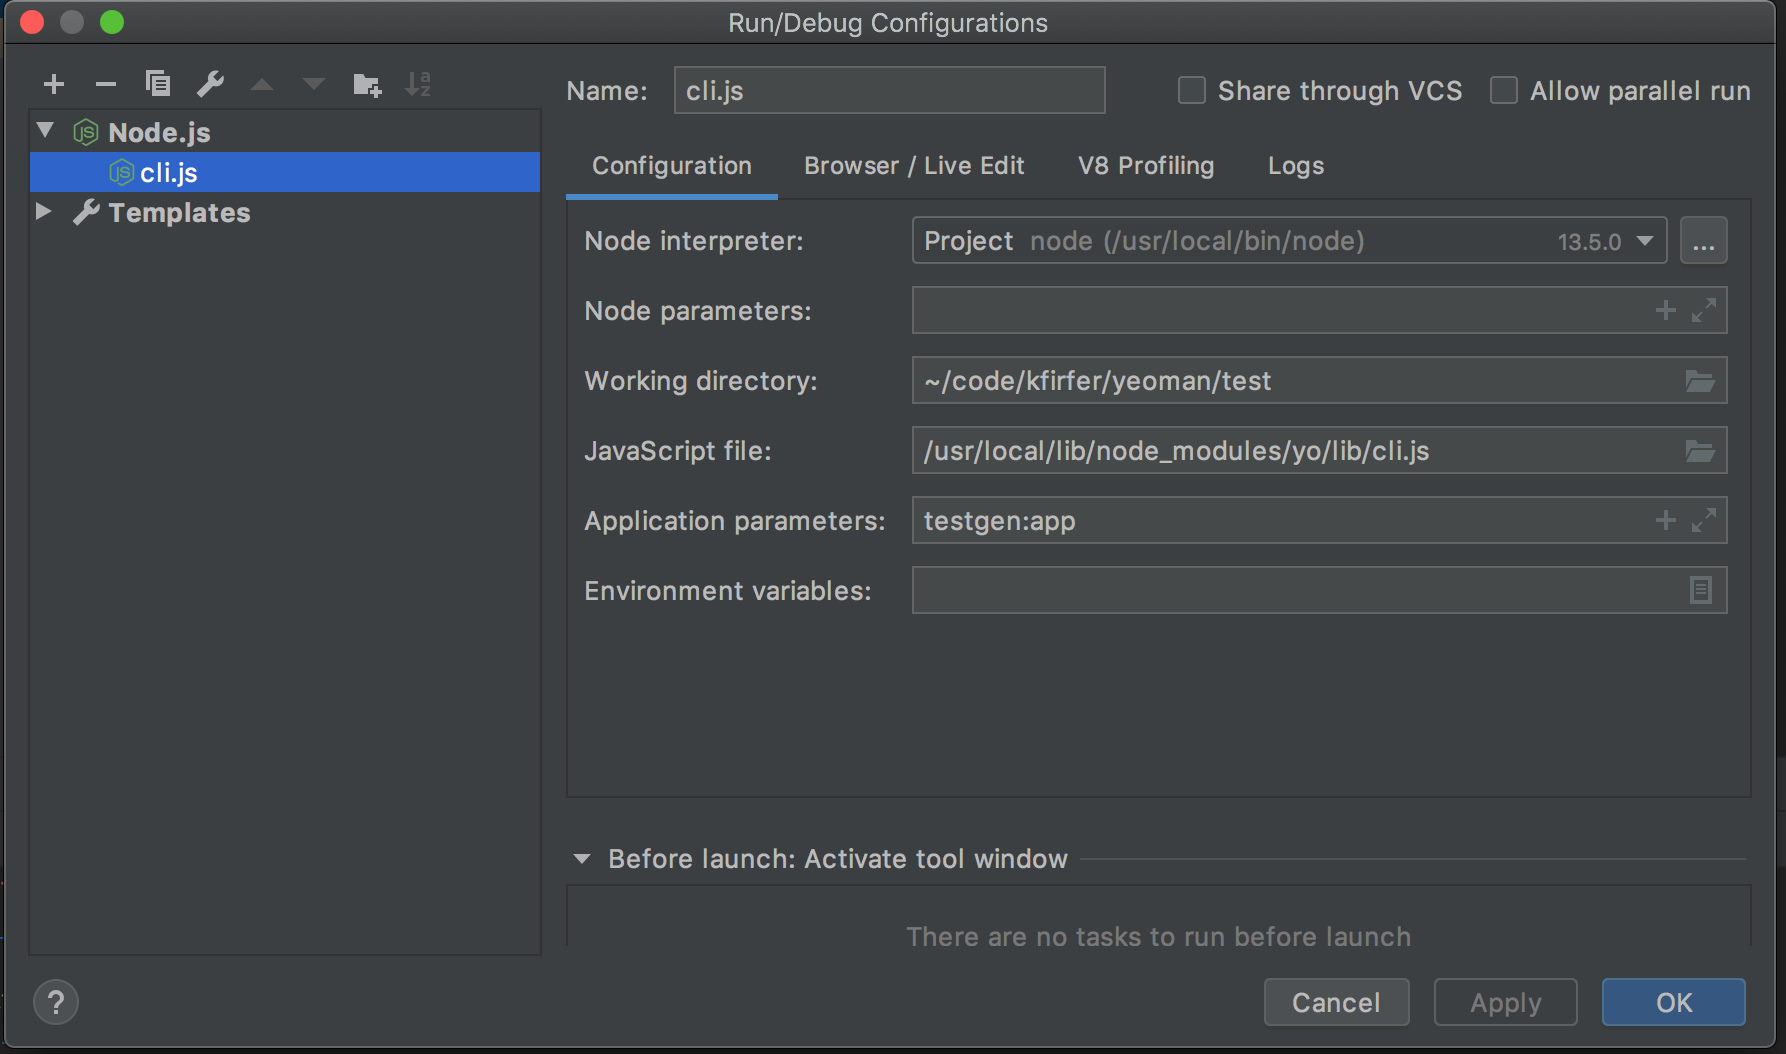 Run/Debug Configurations
Name: cli.js Share through VCS Allow parallel run
Node.js
cli.js
Templates
Configuration Browser / Live Edit V8 Profiling Logs
Node interpreter: Project node (/usr/local/bin/node) 13.5.0 ...
Node parameters:
Working directory: ~/code/kfirfer/yeoman/test
JavaScript file: /usr/local/lib/node_modules/yo/lib/cli.js
Application parameters: testgen:app
Environment variables:
Before launch: Activate tool window
There are no tasks to run before launch
? Cancel Apply OK